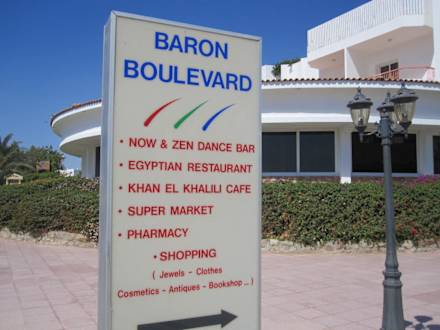 BARON
BOULEVARD
• NOW & ZEN DANCE BAR
• EGYPTIAN RESTAURANT
• KHAN EL KHALILI CAFE
• SUPER MARKET
• PHARMACY
• SHOPPING
( Jewels - Clothes
Cosmetics - Antiques - Bookshop... )